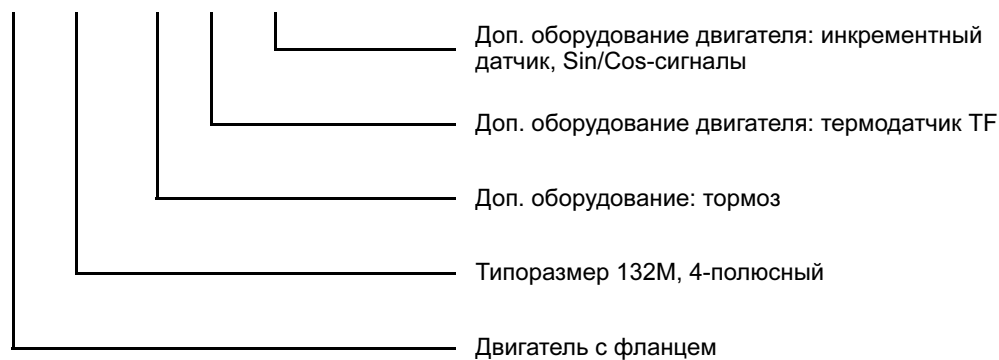 Доп. оборудование двигателя: инкрементный
датчик, Sin/Cos-сигналы
Доп. оборудование двигателя: термодатчик TF
Доп. оборудование: тормоз
Типоразмер 132M, 4-полюсный
Двигатель с фланцем